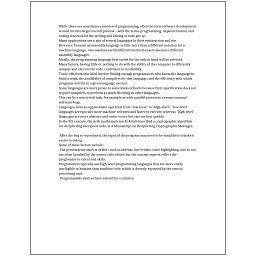 While these are sometimes considered programming, often the term software development
is used for this larger overall process – with the terms programming, implementation, and
coding reserved for the writing and editing of code per se.
Many applications use a mix of several languages in their construction and use.
However, because an assembly language is little more than a different notation for a
machine language, two machines with different instruction sets also have different
assembly languages.
Ideally, the programming language best suited for the task at hand will be selected.
Many factors, having little or nothing to do with the ability of the computer to efficiently
compile and execute the code, contribute to readability.
Trade-offs from this ideal involve finding enough programmers who know the language to
build a team, the availability of compilers for that language, and the efficiency with which
programs written in a given language execute.
Some languages are more prone to some kinds of faults because their specification does not
require compilers to perform as much checking as other languages.
This can be a non-trivial task, for example as with parallel processes or some unusual
software bugs.
Languages form an approximate spectrum from "low-level" to "high-level"; "low-level"
languages are typically more machine-oriented and faster to execute, whereas "high-level"
languages are more abstract and easier to use but execute less quickly.
In the 9th century, the Arab mathematician Al-Kindi described a cryptographic algorithm
for deciphering encrypted code, in A Manuscript on Decrypting Cryptographic Messages.
After the bug is reproduced, the input of the program may need to be simplified to make it
easier to debug.
Some of these factors include:
The presentation aspects of this (such as indents, line breaks, color highlighting, and so on)
are often handled by the source code editor, but the content aspects reflect the
programmer's talent and skills.
Programmers typically use high-level programming languages that are more easily
intelligible to humans than machine code, which is directly executed by the central
processing unit.
Programmable devices have existed for centuries.